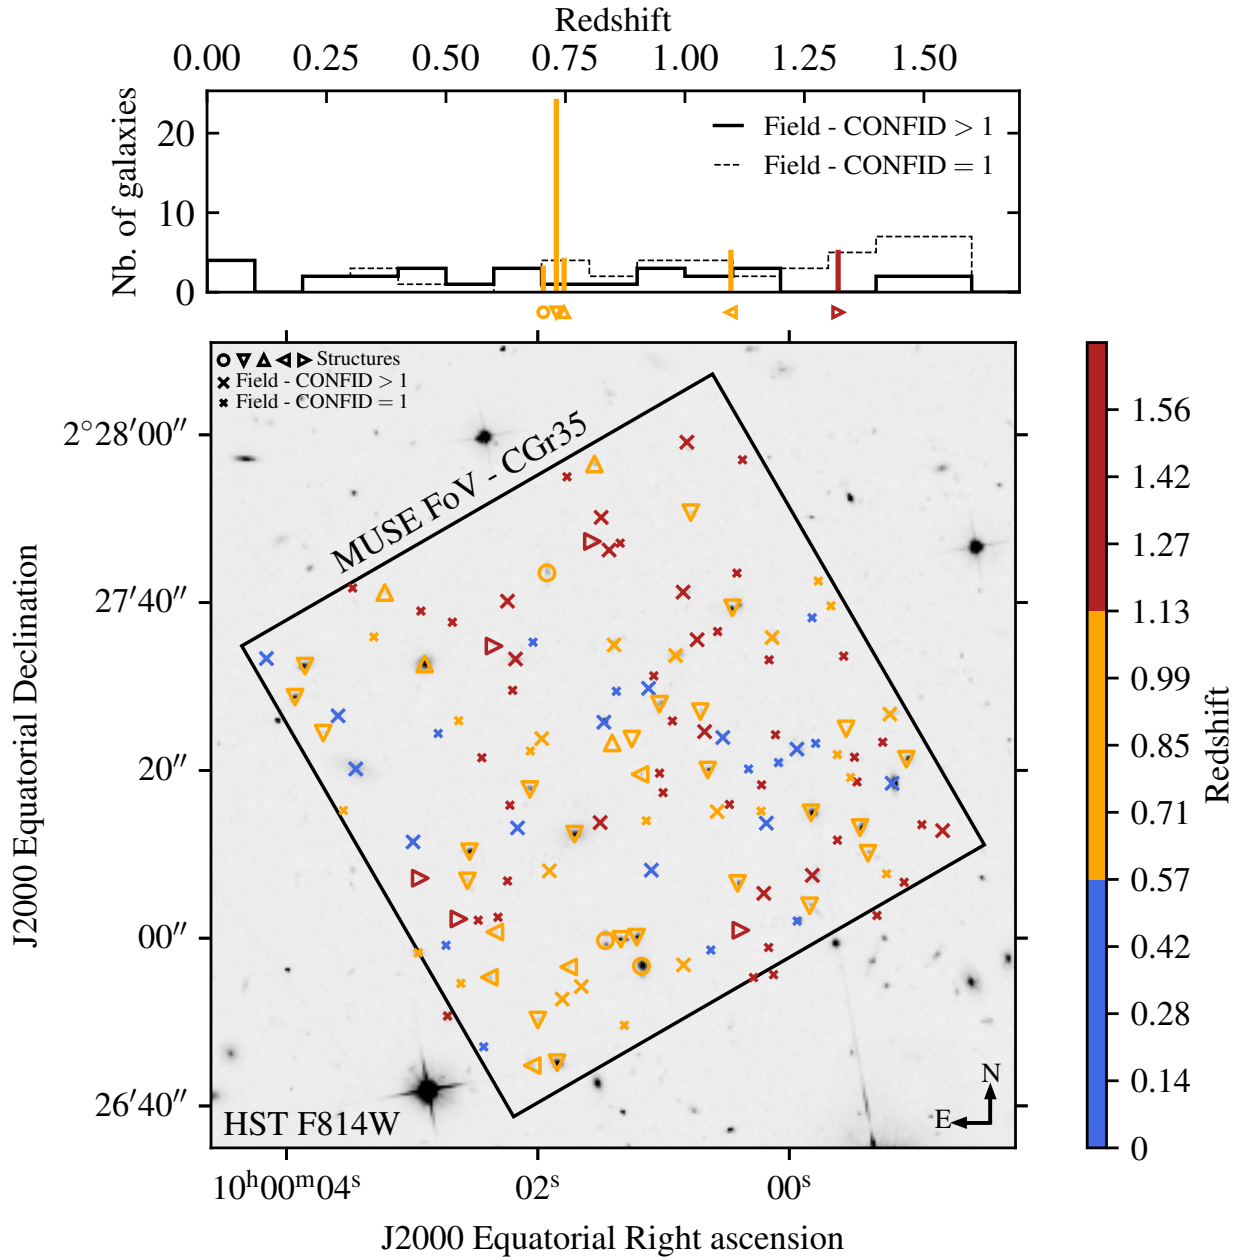 Redshift
0.00 0.25 0.50 0.75 1.00 1.25 1.50
Nb. of galaxies
20
10
0
Field - CONFID > 1
Field - CONFID = 1
Structures
Field - CONFID > 1
Field - CONFID = 1
MUSE FoV - CGr35
J2000 Equatorial Declination
2°28′00″
27′40″
20″
00″
26′40″
HST F814W
N
E
10ʰ00ᵐ04ˢ 02ˢ 00ˢ
J2000 Equatorial Right ascension
1.56
1.42
1.27
1.13
0.99
0.85
0.71
0.57
0.42
0.28
0.14
0
Redshift